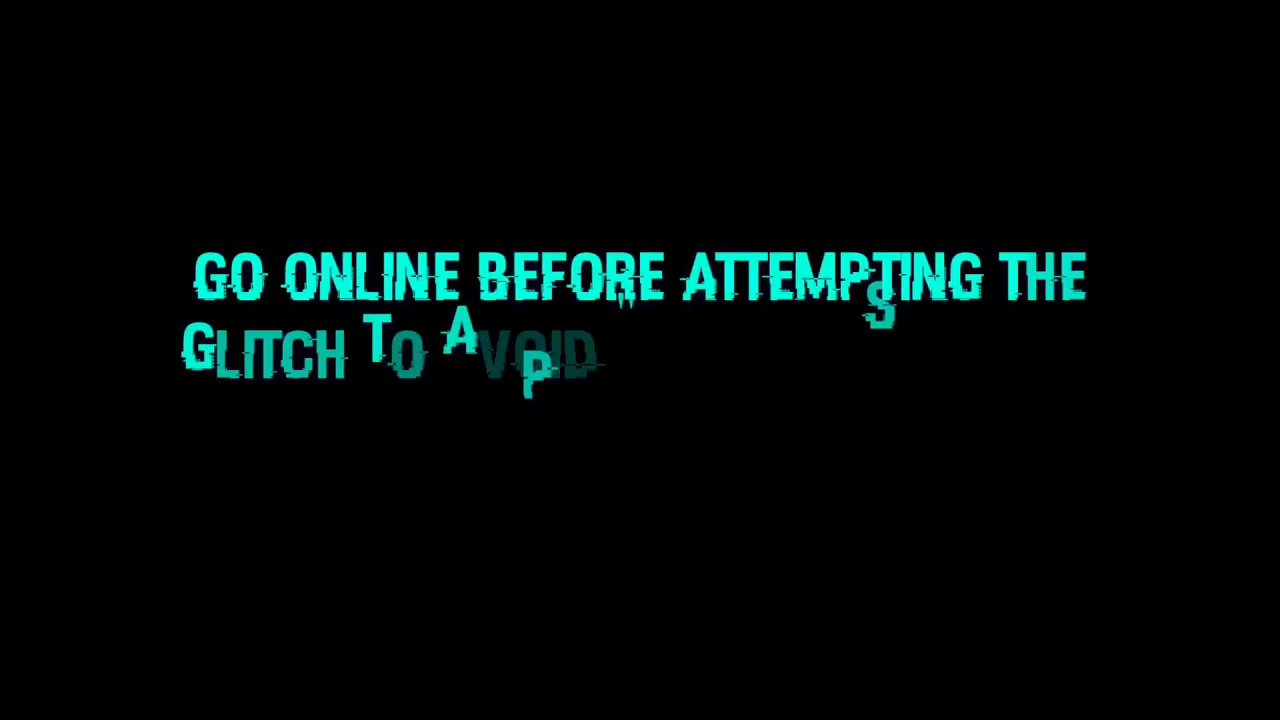 GO ONLINE BEFORE ATTEMPTING THE
GLITCH TO AVOID